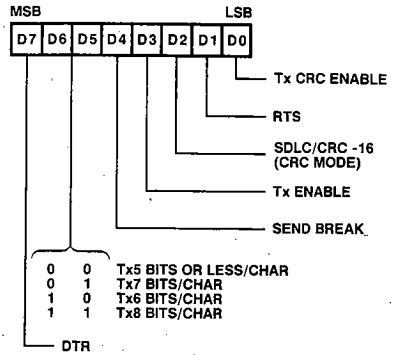 MSB LSB
D7 D6 D5 D4 D3 D2 D1 D0
Tx CRC ENABLE
RTS
SDLC/CRC -16
(CRC MODE)
Tx ENABLE
SEND BREAK
0 0 Tx5 BITS OR LESS/CHAR
0 1 Tx7 BITS/CHAR
1 0 Tx6 BITS/CHAR
1 1 Tx8 BITS/CHAR
DTR